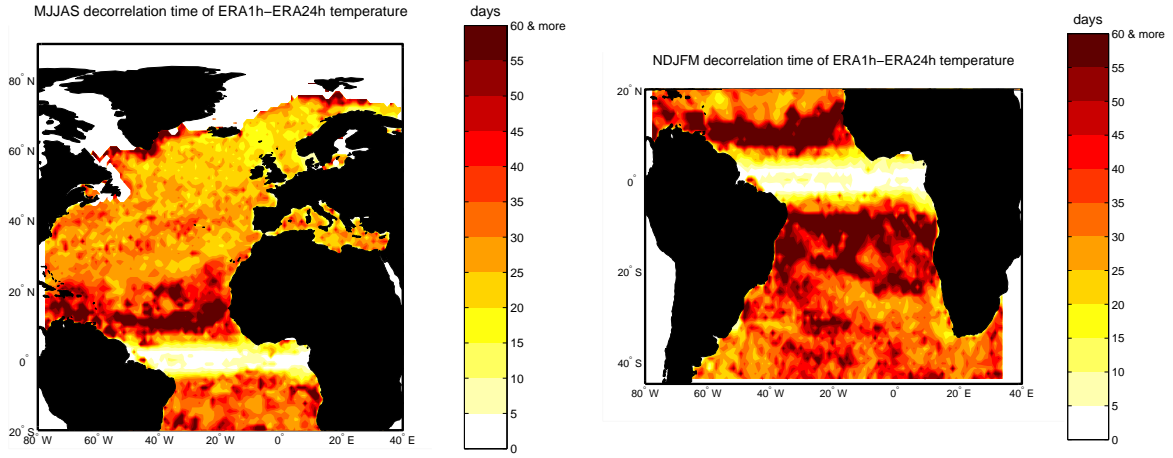 MJJAS decorrelation time of ERA1h−ERA24h temperature
days
60 & more
55
50
45
40
35
30
25
20
15
10
5
0
80° N
60° N
40° N
20° N
0°
20° S
80° W
60° W
40° W
20° W
0°
20° E
40° E
NDJFM decorrelation time of ERA1h−ERA24h temperature
days
60 & more
55
50
45
40
35
30
25
20
15
10
5
0
20° N
0°
20° S
40° S
80° W
60° W
40° W
20° W
0°
20° E
40° E